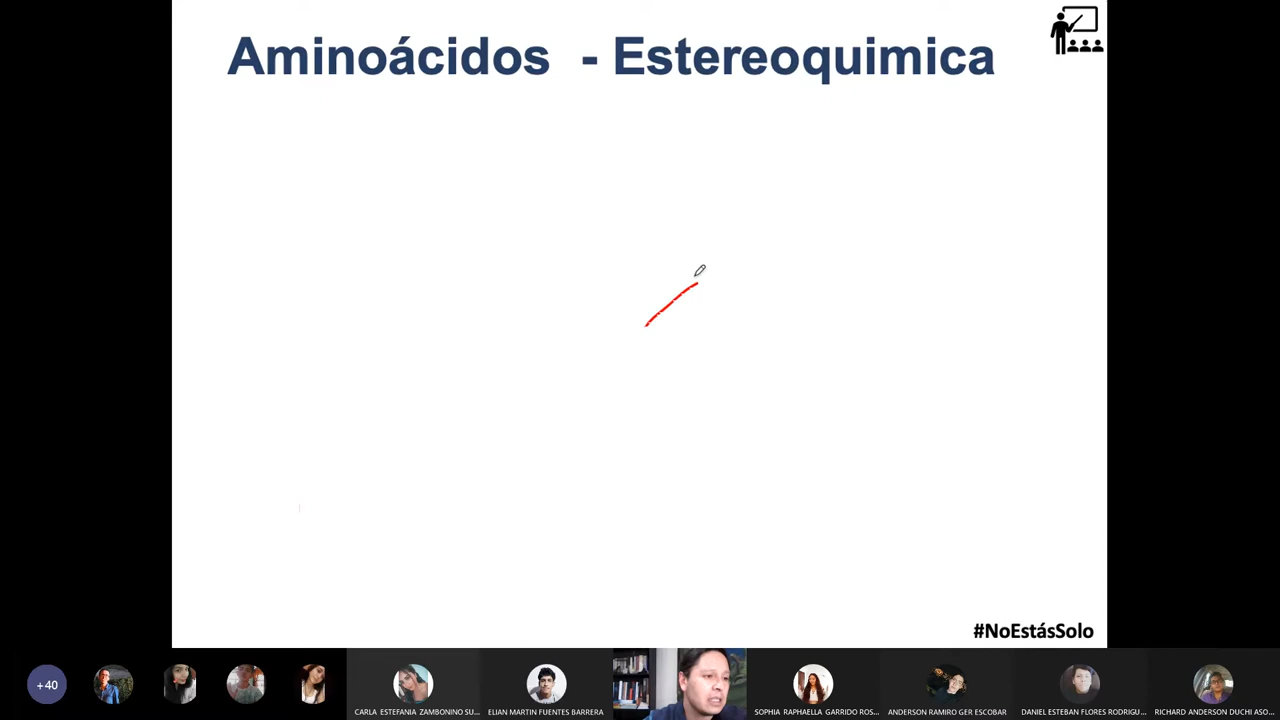 Aminoácidos - Estereoquimica
#NoEstásSolo
+40
CARLA ESTEFANIA ZAMBONINO SU...
ELIAN MARTIN FUENTES BARRERA
SOPHIA RAPHAELLA GARRIDO ROS...
ANDERSON RAMIRO GER ESCOBAR
DANIEL ESTEBAN FLORES RODRIGU...
RICHARD ANDERSON DUCHI ASO...